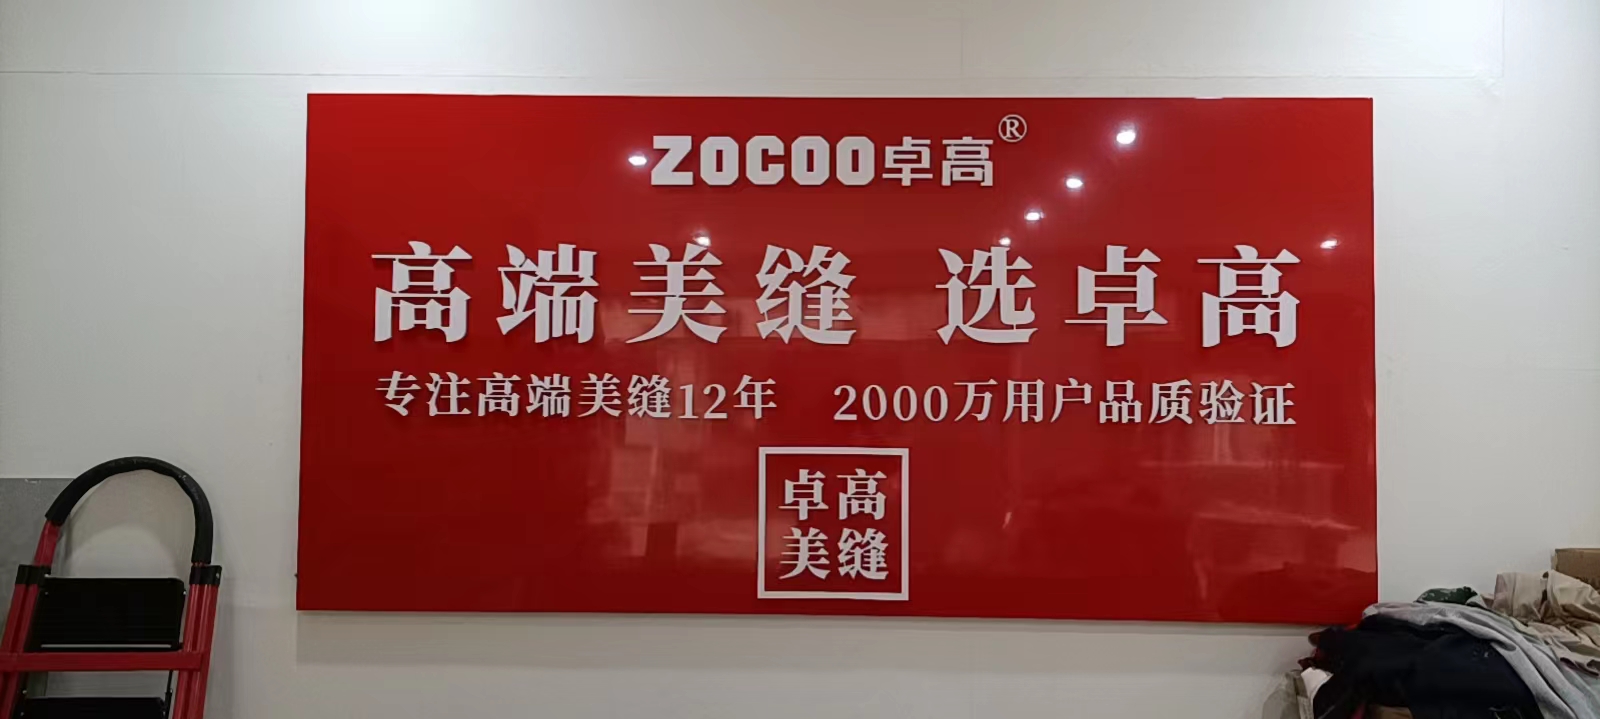 ZOCOO卓高®
高端美缝 选卓高
专注高端美缝12年 2000万用户品质验证
卓高
美缝